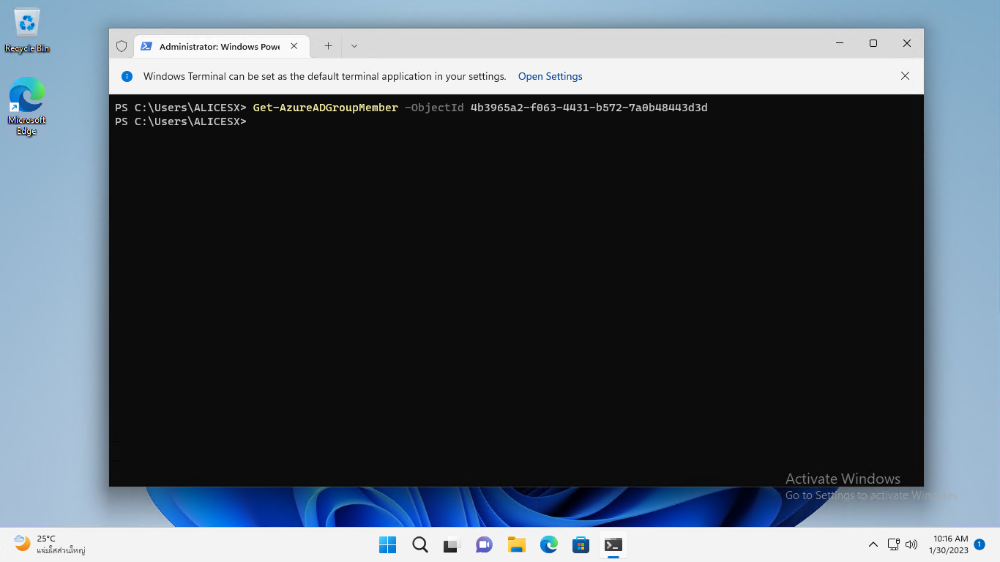 Recycle Bin
Microsoft
Edge
Administrator: Windows Powe
Windows Terminal can be set as the default terminal application in your settings. Open Settings
PS C:\Users\ALICESX> Get-AzureADGroupMember -ObjectId 4b3965a2-f063-4431-b572-7a0b48443d3d
PS C:\Users\ALICESX>
Activate Windows
Go to Settings to activate Windows
25°C
แจ่มใสส่วนใหญ่
10:16 AM
1/30/2023
1